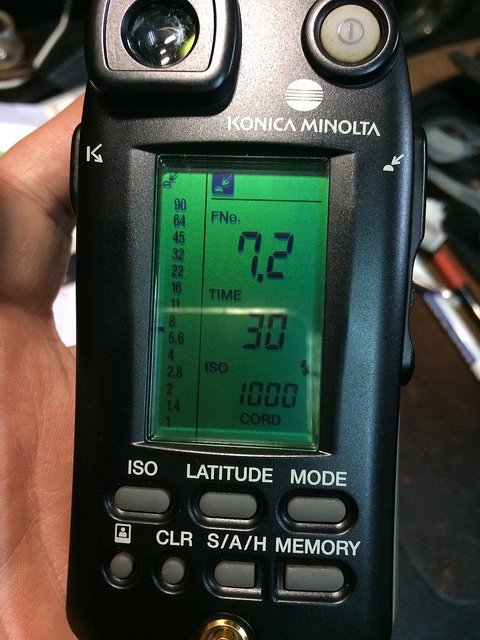 KONICA MINOLTA
90
64
45
32
22
16
11
8
5.6
4
2.8
2
1.4
1
FNo.
7.2
TIME
30
ISO
1000
CORD
ISO
LATITUDE
MODE
CLR
S/A/H
MEMORY